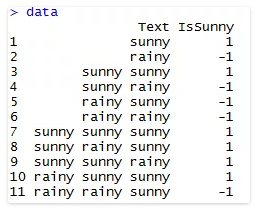 > data
Text IsSunny
1 sunny 1
2 rainy -1
3 sunny sunny 1
4 sunny rainy -1
5 rainy sunny -1
6 rainy rainy -1
7 sunny sunny sunny 1
8 sunny rainy sunny 1
9 sunny sunny rainy 1
10 rainy sunny sunny 1
11 rainy rainy sunny -1